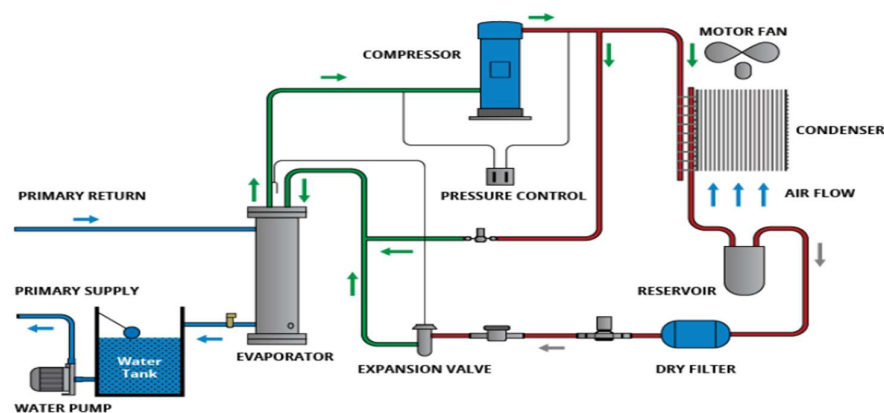 MOTOR FAN
COMPRESSOR
CONDENSER
PRESSURE CONTROL
AIR FLOW
PRIMARY RETURN
RESERVOIR
PRIMARY SUPPLY
EVAPORATOR
EXPANSION VALVE
DRY FILTER
Water
Tank
WATER PUMP